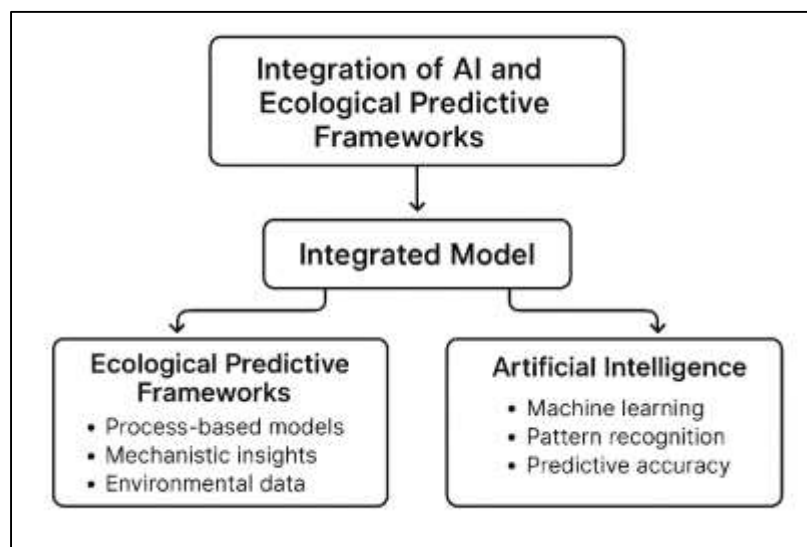 Integration of AI and
Ecological Predictive
Frameworks
Integrated Model
Ecological Predictive
Frameworks
• Process-based models
• Mechanistic insights
• Environmental data
Artificial Intelligence
• Machine learning
• Pattern recognition
• Predictive accuracy